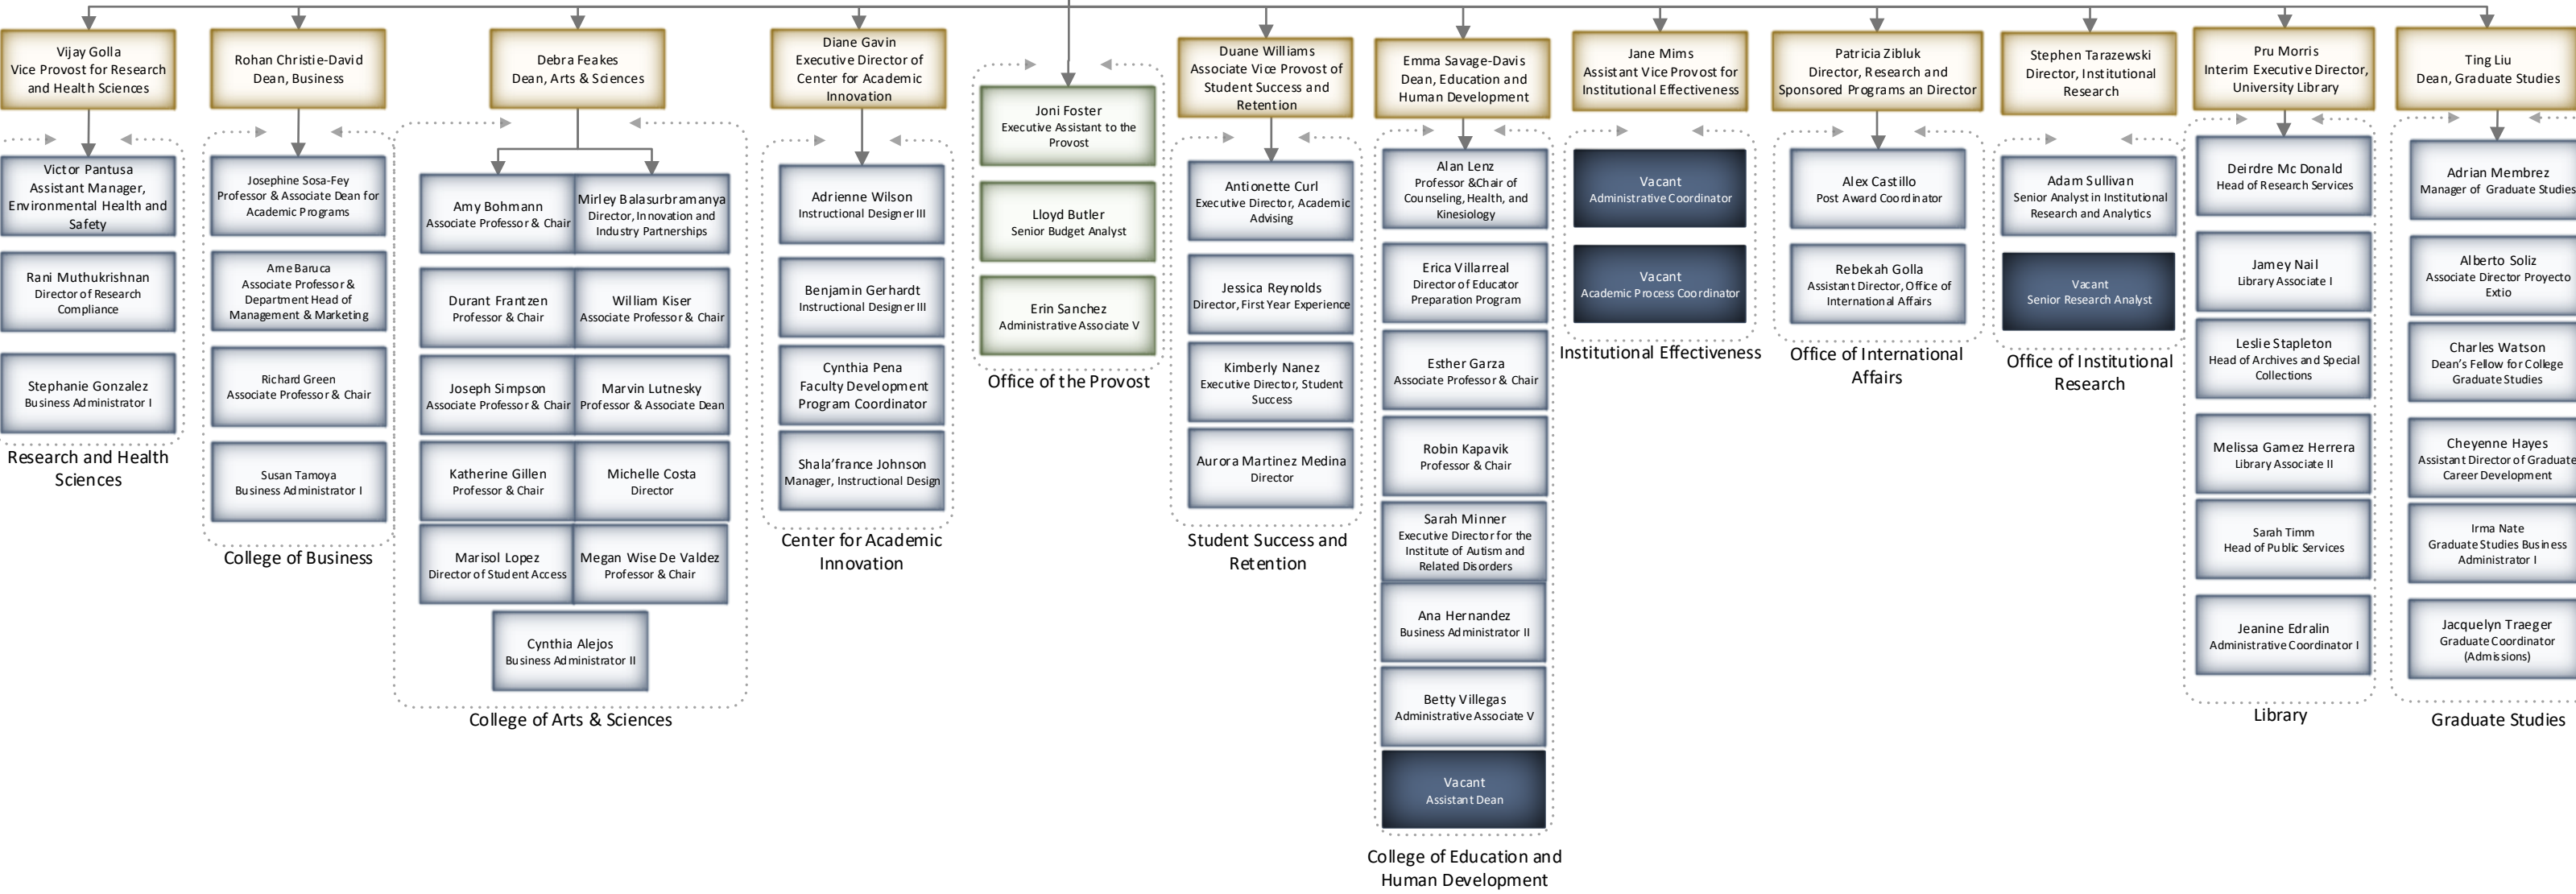 Vijay Golla
Vice Provost for Research
and Health Sciences
Victor Pantusa
Assistant Manager,
Environmental Health and
Safety
Rani Muthukrishnan
Director of Research
Compliance
Stephanie Gonzalez
Business Administrator I
Research and Health
Sciences
Rohan Christie-David
Dean, Business
Josephine Sosa-Fey
Professor & Associate Dean for
Academic Programs
Arne Baruca
Associate Professor &
Department Head of
Management & Marketing
Richard Green
Associate Professor & Chair
Susan Tamoya
Business Administrator I
College of Business
Debra Feakes
Dean, Arts & Sciences
Amy Bohmann
Associate Professor & Chair
Mirley Balasurbramanya
Director, Innovation and
Industry Partnerships
Durant Frantzen
Professor & Chair
William Kiser
Associate Professor & Chair
Joseph Simpson
Associate Professor & Chair
Marvin Lutnesky
Professor & Associate Dean
Katherine Gillen
Professor & Chair
Michelle Costa
Director
Marisol Lopez
Director of Student Access
Megan Wise De Valdez
Professor & Chair
Cynthia Alejos
Business Administrator II
College of Arts & Sciences
Diane Gavin
Executive Director of
Center for Academic
Innovation
Adrienne Wilson
Instructional Designer III
Benjamin Gerhardt
Instructional Designer III
Cynthia Pena
Faculty Development
Program Coordinator
Shala’france Johnson
Manager, Instructional Design
Center for Academic
Innovation
Joni Foster
Executive Assistant to the
Provost
Lloyd Butler
Senior Budget Analyst
Erin Sanchez
Administrative Associate V
Office of the Provost
Duane Williams
Associate Vice Provost of
Student Success and
Retention
Antionette Curl
Executive Director, Academic
Advising
Jessica Reynolds
Director, First Year Experience
Kimberly Nanez
Executive Director, Student
Success
Aurora Martinez Medina
Director
Student Success and
Retention
Emma Savage-Davis
Dean, Education and
Human Development
Alan Lenz
Professor &Chair of
Counseling, Health, and
Kinesiology
Erica Villarreal
Director of Educator
Preparation Program
Esther Garza
Associate Professor & Chair
Robin Kapavik
Professor & Chair
Sarah Minner
Executive Director for the
Institute of Autism and
Related Disorders
Ana Hernandez
Business Administrator II
Betty Villegas
Administrative Associate V
Vacant
Assistant Dean
College of Education and
Human Development
Jane Mims
Assistant Vice Provost for
Institutional Effectiveness
Vacant
Administrative Coordinator
Vacant
Academic Process Coordinator
Institutional Effectiveness
Patricia Zibluk
Director, Research and
Sponsored Programs an Director
Alex Castillo
Post Award Coordinator
Rebekah Golla
Assistant Director, Office of
International Affairs
Office of International
Affairs
Stephen Tarazewski
Director, Institutional
Research
Adam Sullivan
Senior Analyst in Institutional
Research and Analytics
Vacant
Senior Research Analyst
Office of Institutional
Research
Pru Morris
Interim Executive Director,
University Library
Deirdre Mc Donald
Head of Research Services
Jamey Nail
Library Associate I
Leslie Stapleton
Head of Archives and Special
Collections
Melissa Gamez Herrera
Library Associate II
Sarah Timm
Head of Public Services
Jeanine Edralin
Administrative Coordinator I
Library
Ting Liu
Dean, Graduate Studies
Adrian Membrez
Manager of Graduate Studies
Alberto Soliz
Associate Director Proyecto
Extio
Charles Watson
Dean’s Fellow for College
Graduate Studies
Cheyenne Hayes
Assistant Director of Graduate
Career Development
Irma Nate
Graduate Studies Business
Administrator I
Jacquelyn Traeger
Graduate Coordinator
(Admissions)
Graduate Studies